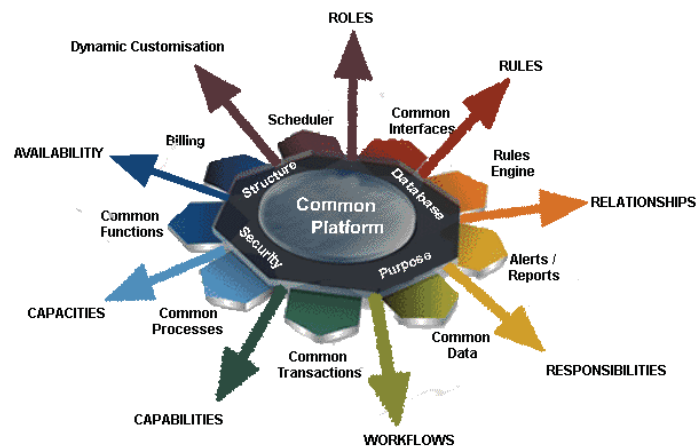 ROLES
Dynamic Customisation
RULES
Scheduler
Common
Interfaces
Billing
AVAILABILITIY
Rules
Engine
Structure
Database
RELATIONSHIPS
Common
Platform
Common
Functions
Security
Purpose
Alerts /
Reports
CAPACITIES
Common
Processes
Common
Data
Common
Transactions
RESPONSIBILITIES
CAPABILITIES
WORKFLOWS